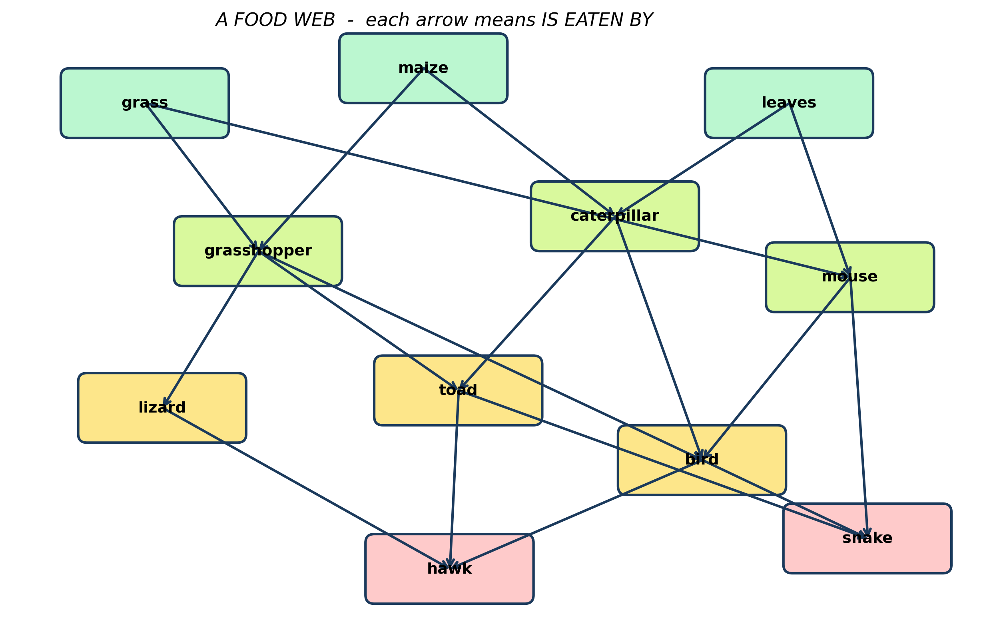 A FOOD WEB - each arrow means IS EATEN BY
maize
grass
leaves
caterpillar
grasshopper
mouse
toad
lizard
bird
snake
hawk